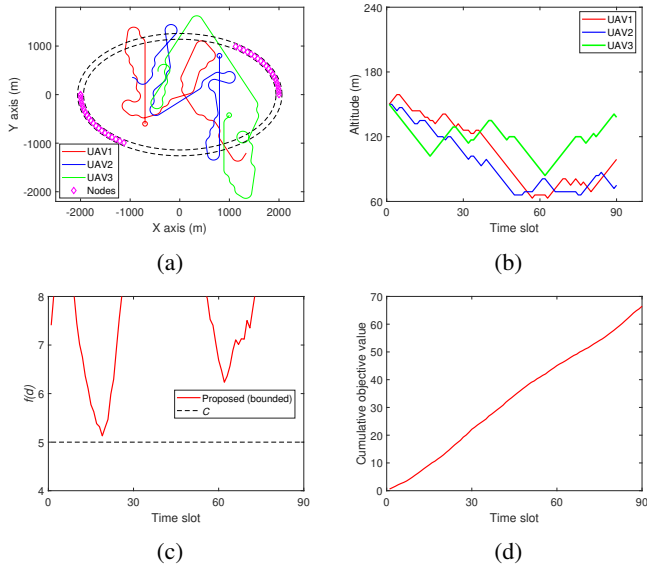 1000
0
-1000
-2000
Y axis (m)
UAV1
UAV2
UAV3
Nodes
-2000 -1000 0 1000 2000
X axis (m)
(a)
240
180
120
60
Altitude (m)
UAV1
UAV2
UAV3
0 30 60 90
Time slot
(b)
8
7
6
5
4
f(d)
Proposed (bounded)
C
0 30 60 90
Time slot
(c)
70
60
50
40
30
20
10
0
Cumulative objective value
0 30 60 90
Time slot
(d)